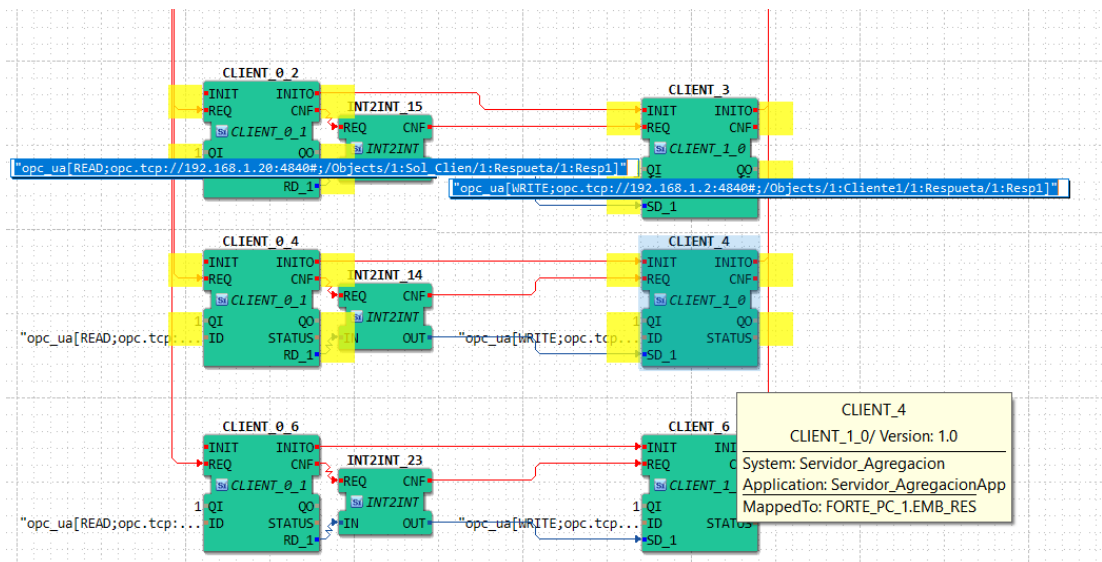 CLIENT_0_2
INIT INITO
REQ CNF
CLIENT_0_1
1 QI QO
"opc_ua[READ;opc.tcp://192.168.1.20:4840#;/Objects/1:Sol_Clien/1:Respueta/1:Resp1]"
RD_1
INT2INT_15
REQ CNF
INT2INT
CLIENT_3
INIT INITO
REQ CNF
CLIENT_1_0
QI QO
"opc_ua[WRITE;opc.tcp://192.168.1.2:4840#;/Objects/1:Cliente1/1:Respueta/1:Resp1]"
SD_1
CLIENT_0_4
INIT INITO
REQ CNF
CLIENT_0_1
1 QI QO
"opc_ua[READ;opc.tcp:... ID STATUS
RD_1
INT2INT_14
REQ CNF
INT2INT
IN OUT
CLIENT_4
INIT INITO
REQ CNF
CLIENT_1_0
1 QI QO
"opc_ua[WRITE;opc.tcp... ID STATUS
SD_1
CLIENT_0_6
INIT INITO
REQ CNF
CLIENT_0_1
1 QI QO
"opc_ua[READ;opc.tcp:... ID STATUS
RD_1
INT2INT_23
REQ CNF
INT2INT
IN OUT
CLIENT_6
INIT INI
REQ C
CLIENT_1_
1 QI
"opc_ua[WRITE;opc.tcp... ID STATUS
SD_1
CLIENT_4
CLIENT_1_0/ Version: 1.0
System: Servidor_Agregacion
Application: Servidor_AgregacionApp
MappedTo: FORTE_PC_1.EMB_RES